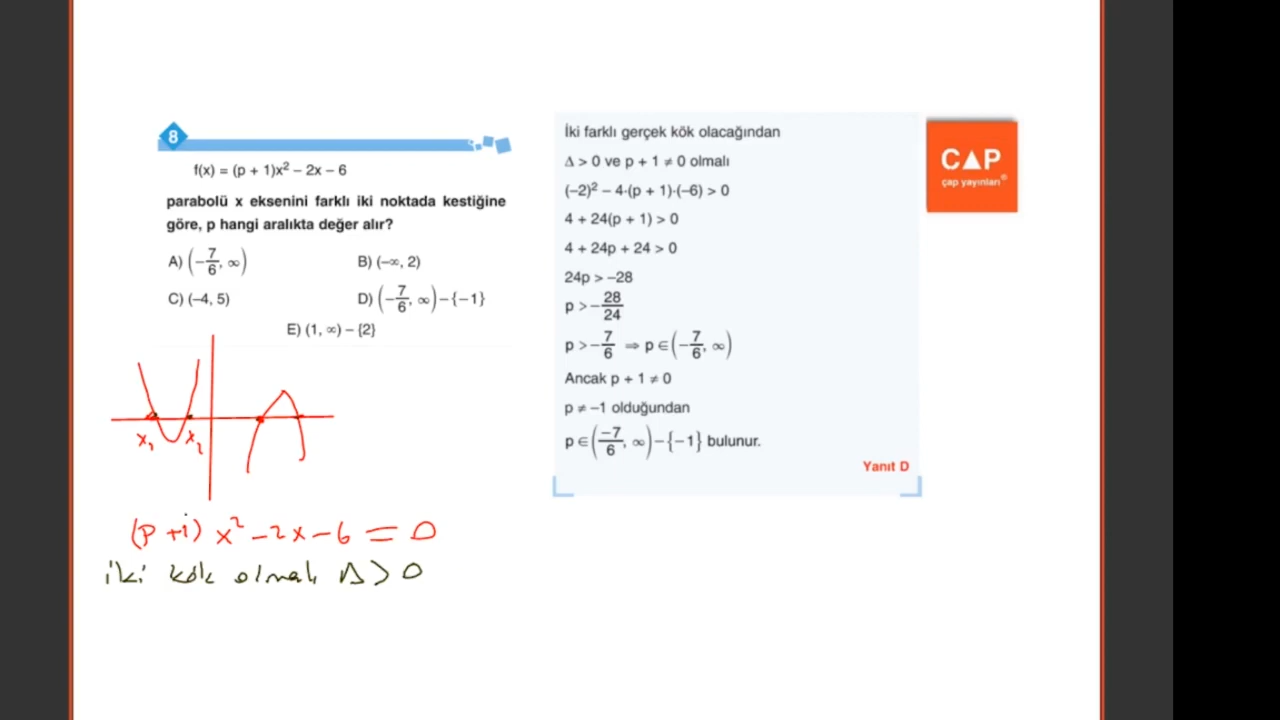 8
f(x) = (p + 1)x² – 2x – 6
parabolü x eksenini farklı iki noktada kestiğine
göre, p hangi aralıkta değer alır?
A) (–7/6, ∞) B) (–∞, 2)
C) (–4, 5) D) (–7/6, ∞) – {–1}
E) (1, ∞) – {2}
x₁ x₂
(p+1) x² – 2x – 6 = 0
iki kök olmalı Δ > 0
İki farklı gerçek kök olacağından
Δ > 0 ve p + 1 ≠ 0 olmalı
(–2)² – 4·(p + 1)·(–6) > 0
4 + 24(p + 1) > 0
4 + 24p + 24 > 0
24p > –28
p > –28/24
p > –7/6 ⇒ p ∈ (–7/6, ∞)
Ancak p + 1 ≠ 0
p ≠ –1 olduğundan
p ∈ (–7/6, ∞) – {–1} bulunur.
Yanıt D
ÇAP
çap yayınları®